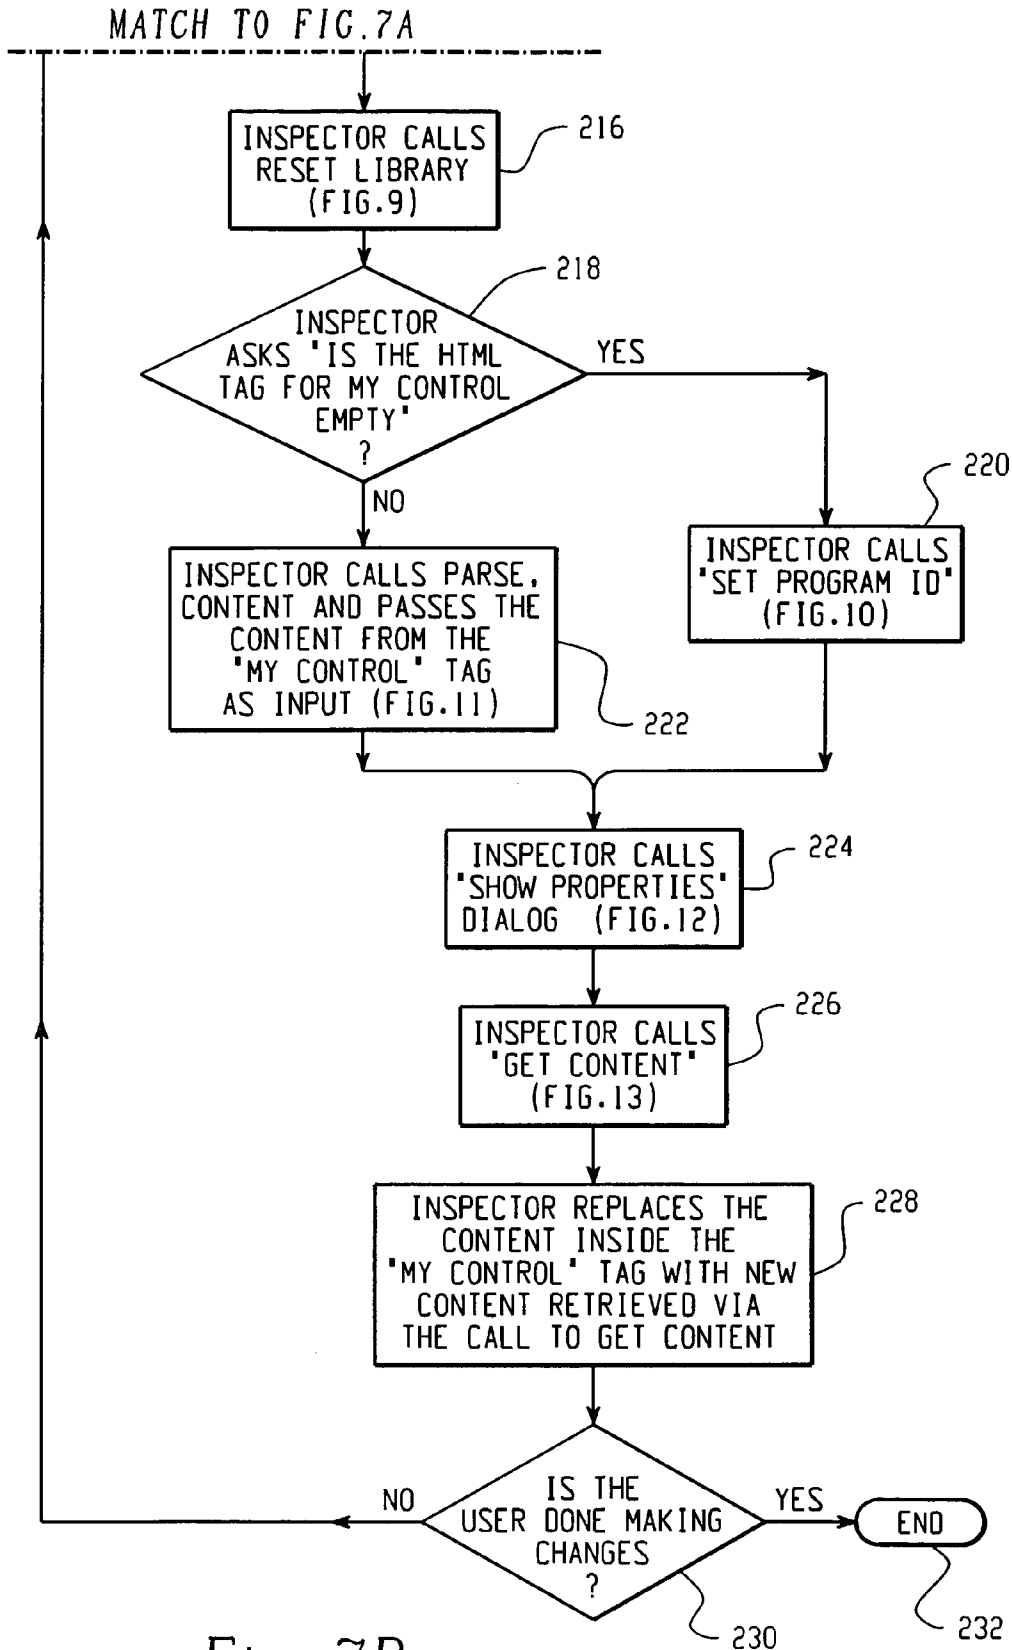 MATCH TO FIG.7A
INSPECTOR CALLS
RESET LIBRARY
(FIG.9)
216
INSPECTOR
ASKS "IS THE HTML
TAG FOR MY CONTROL
EMPTY"
?
218
YES
NO
220
INSPECTOR CALLS
"SET PROGRAM ID"
(FIG.10)
INSPECTOR CALLS PARSE.
CONTENT AND PASSES THE
CONTENT FROM THE
"MY CONTROL" TAG
AS INPUT (FIG.11)
222
INSPECTOR CALLS
"SHOW PROPERTIES"
DIALOG (FIG.12)
224
INSPECTOR CALLS
"GET CONTENT"
(FIG.13)
226
INSPECTOR REPLACES THE
CONTENT INSIDE THE
"MY CONTROL" TAG WITH NEW
CONTENT RETRIEVED VIA
THE CALL TO GET CONTENT
228
IS THE
USER DONE MAKING
CHANGES
?
NO
YES
END
230
232